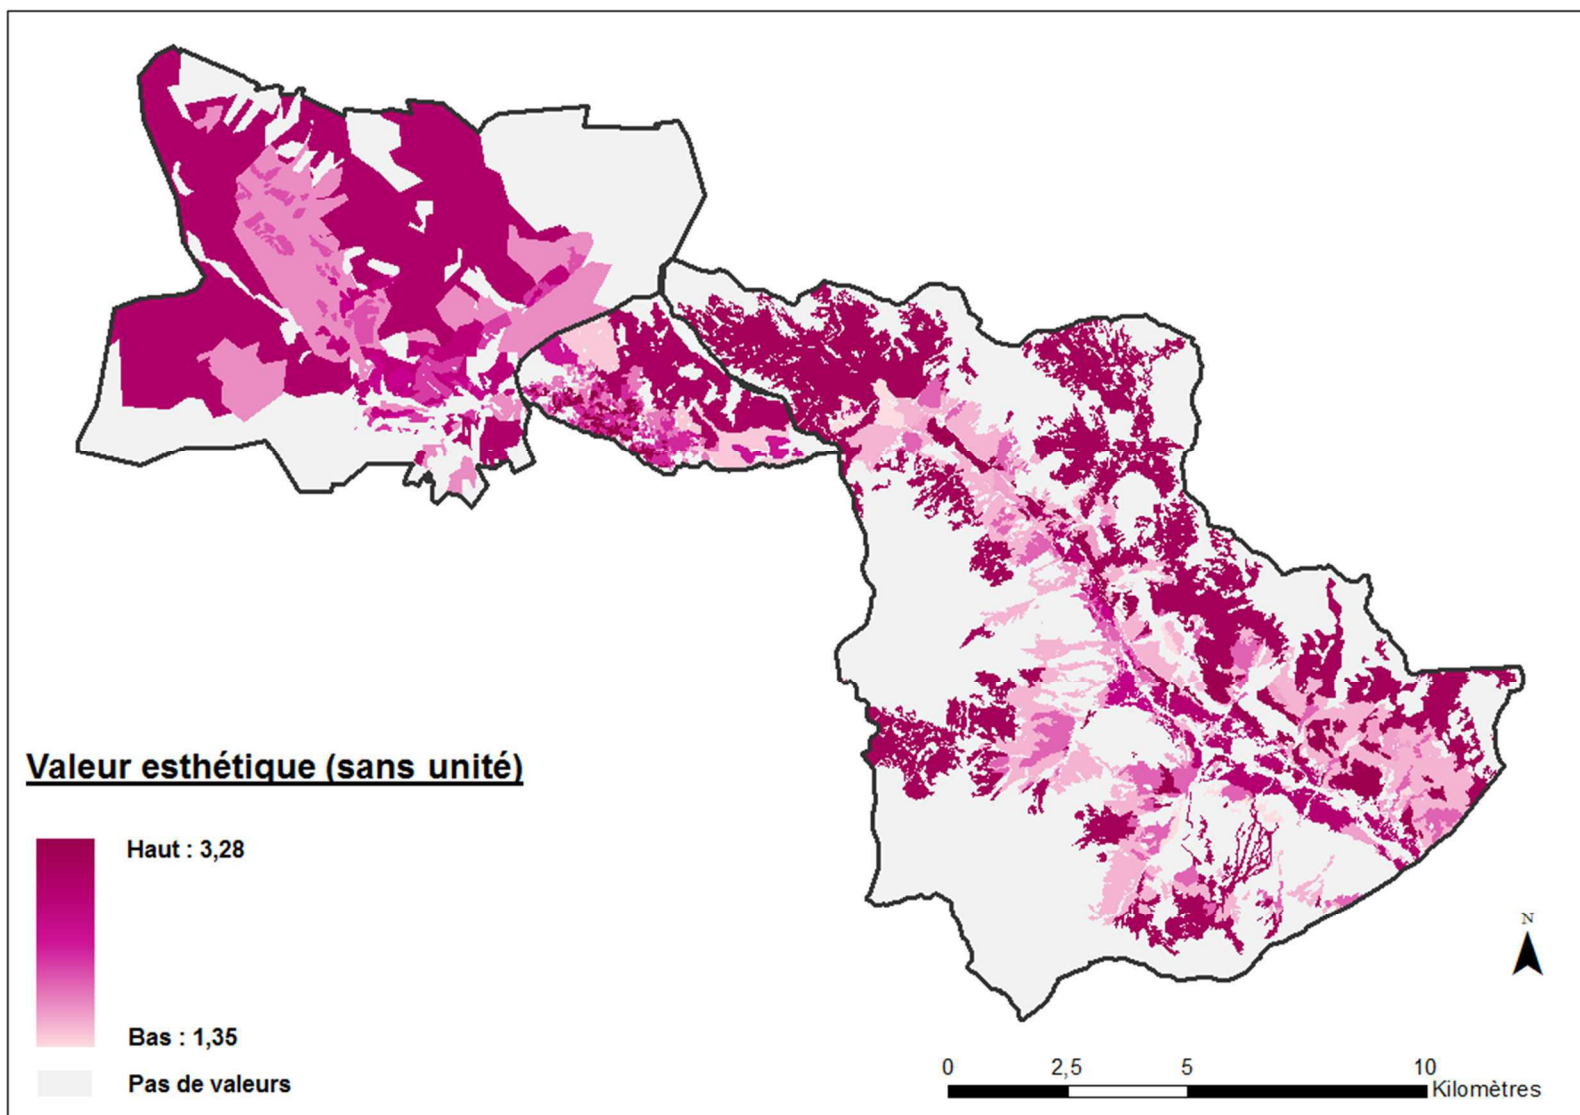 Valeur esthétique (sans unité)
Haut : 3,28
Bas : 1,35
Pas de valeurs
N
0 2,5 5 10
Kilomètres